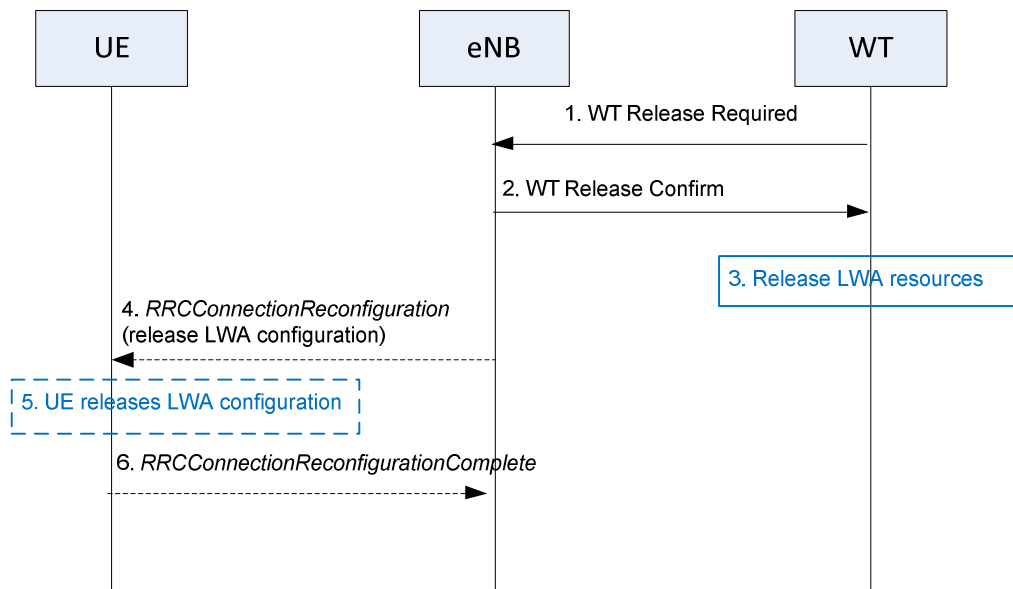 UE
eNB
WT
1. WT Release Required
2. WT Release Confirm
3. Release LWA resources
4. RRCConnectionReconfiguration
(release LWA configuration)
5. UE releases LWA configuration
6. RRCConnectionReconfigurationComplete